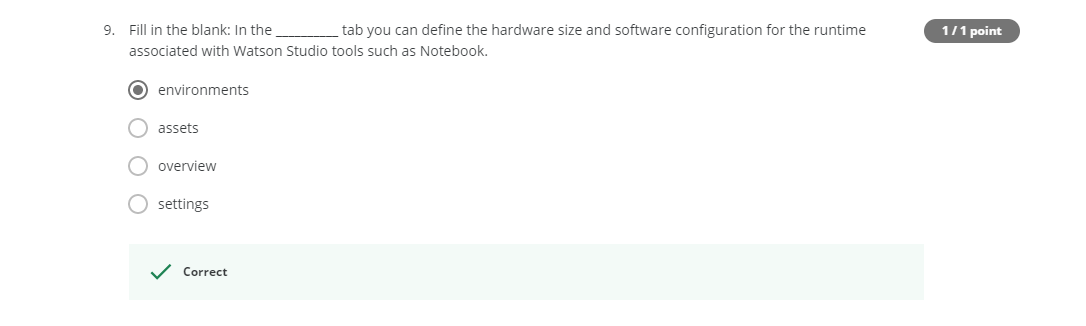 9. Fill in the blank: In the __________ tab you can define the hardware size and software configuration for the runtime
1 / 1 point
associated with Watson Studio tools such as Notebook.
environments
assets
overview
settings
Correct